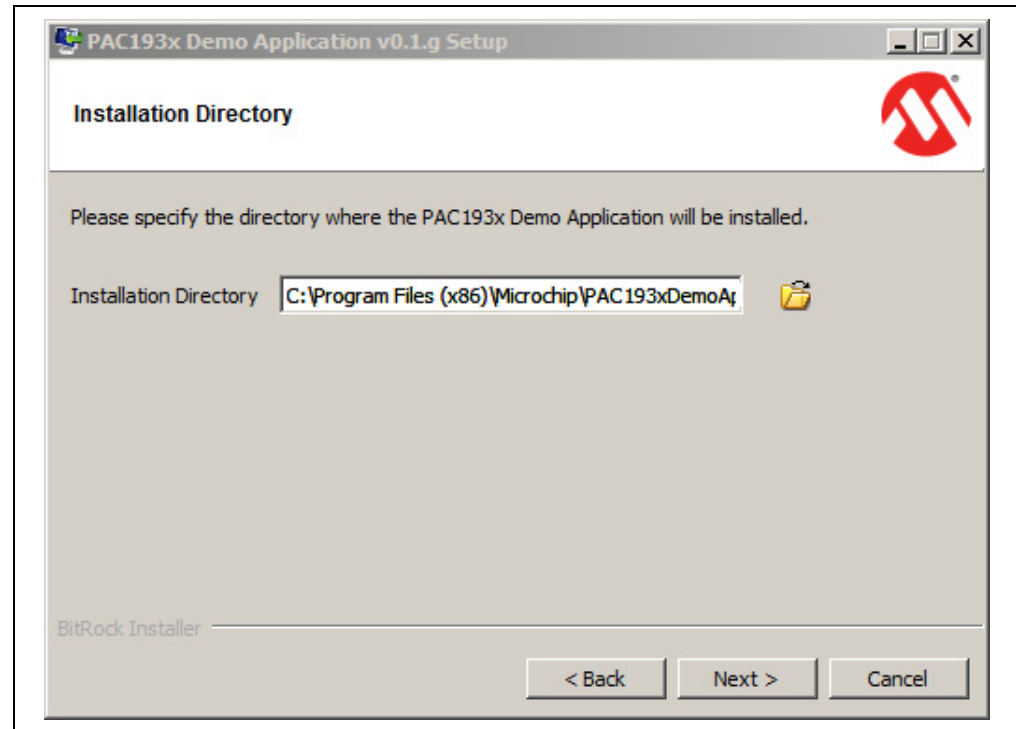 PAC193x Demo Application v0.1.g Setup
Installation Directory
Please specify the directory where the PAC193x Demo Application will be installed.
Installation Directory C:\Program Files (x86)\Microchip\PAC193xDemoAp
BitRock Installer
< Back Next > Cancel